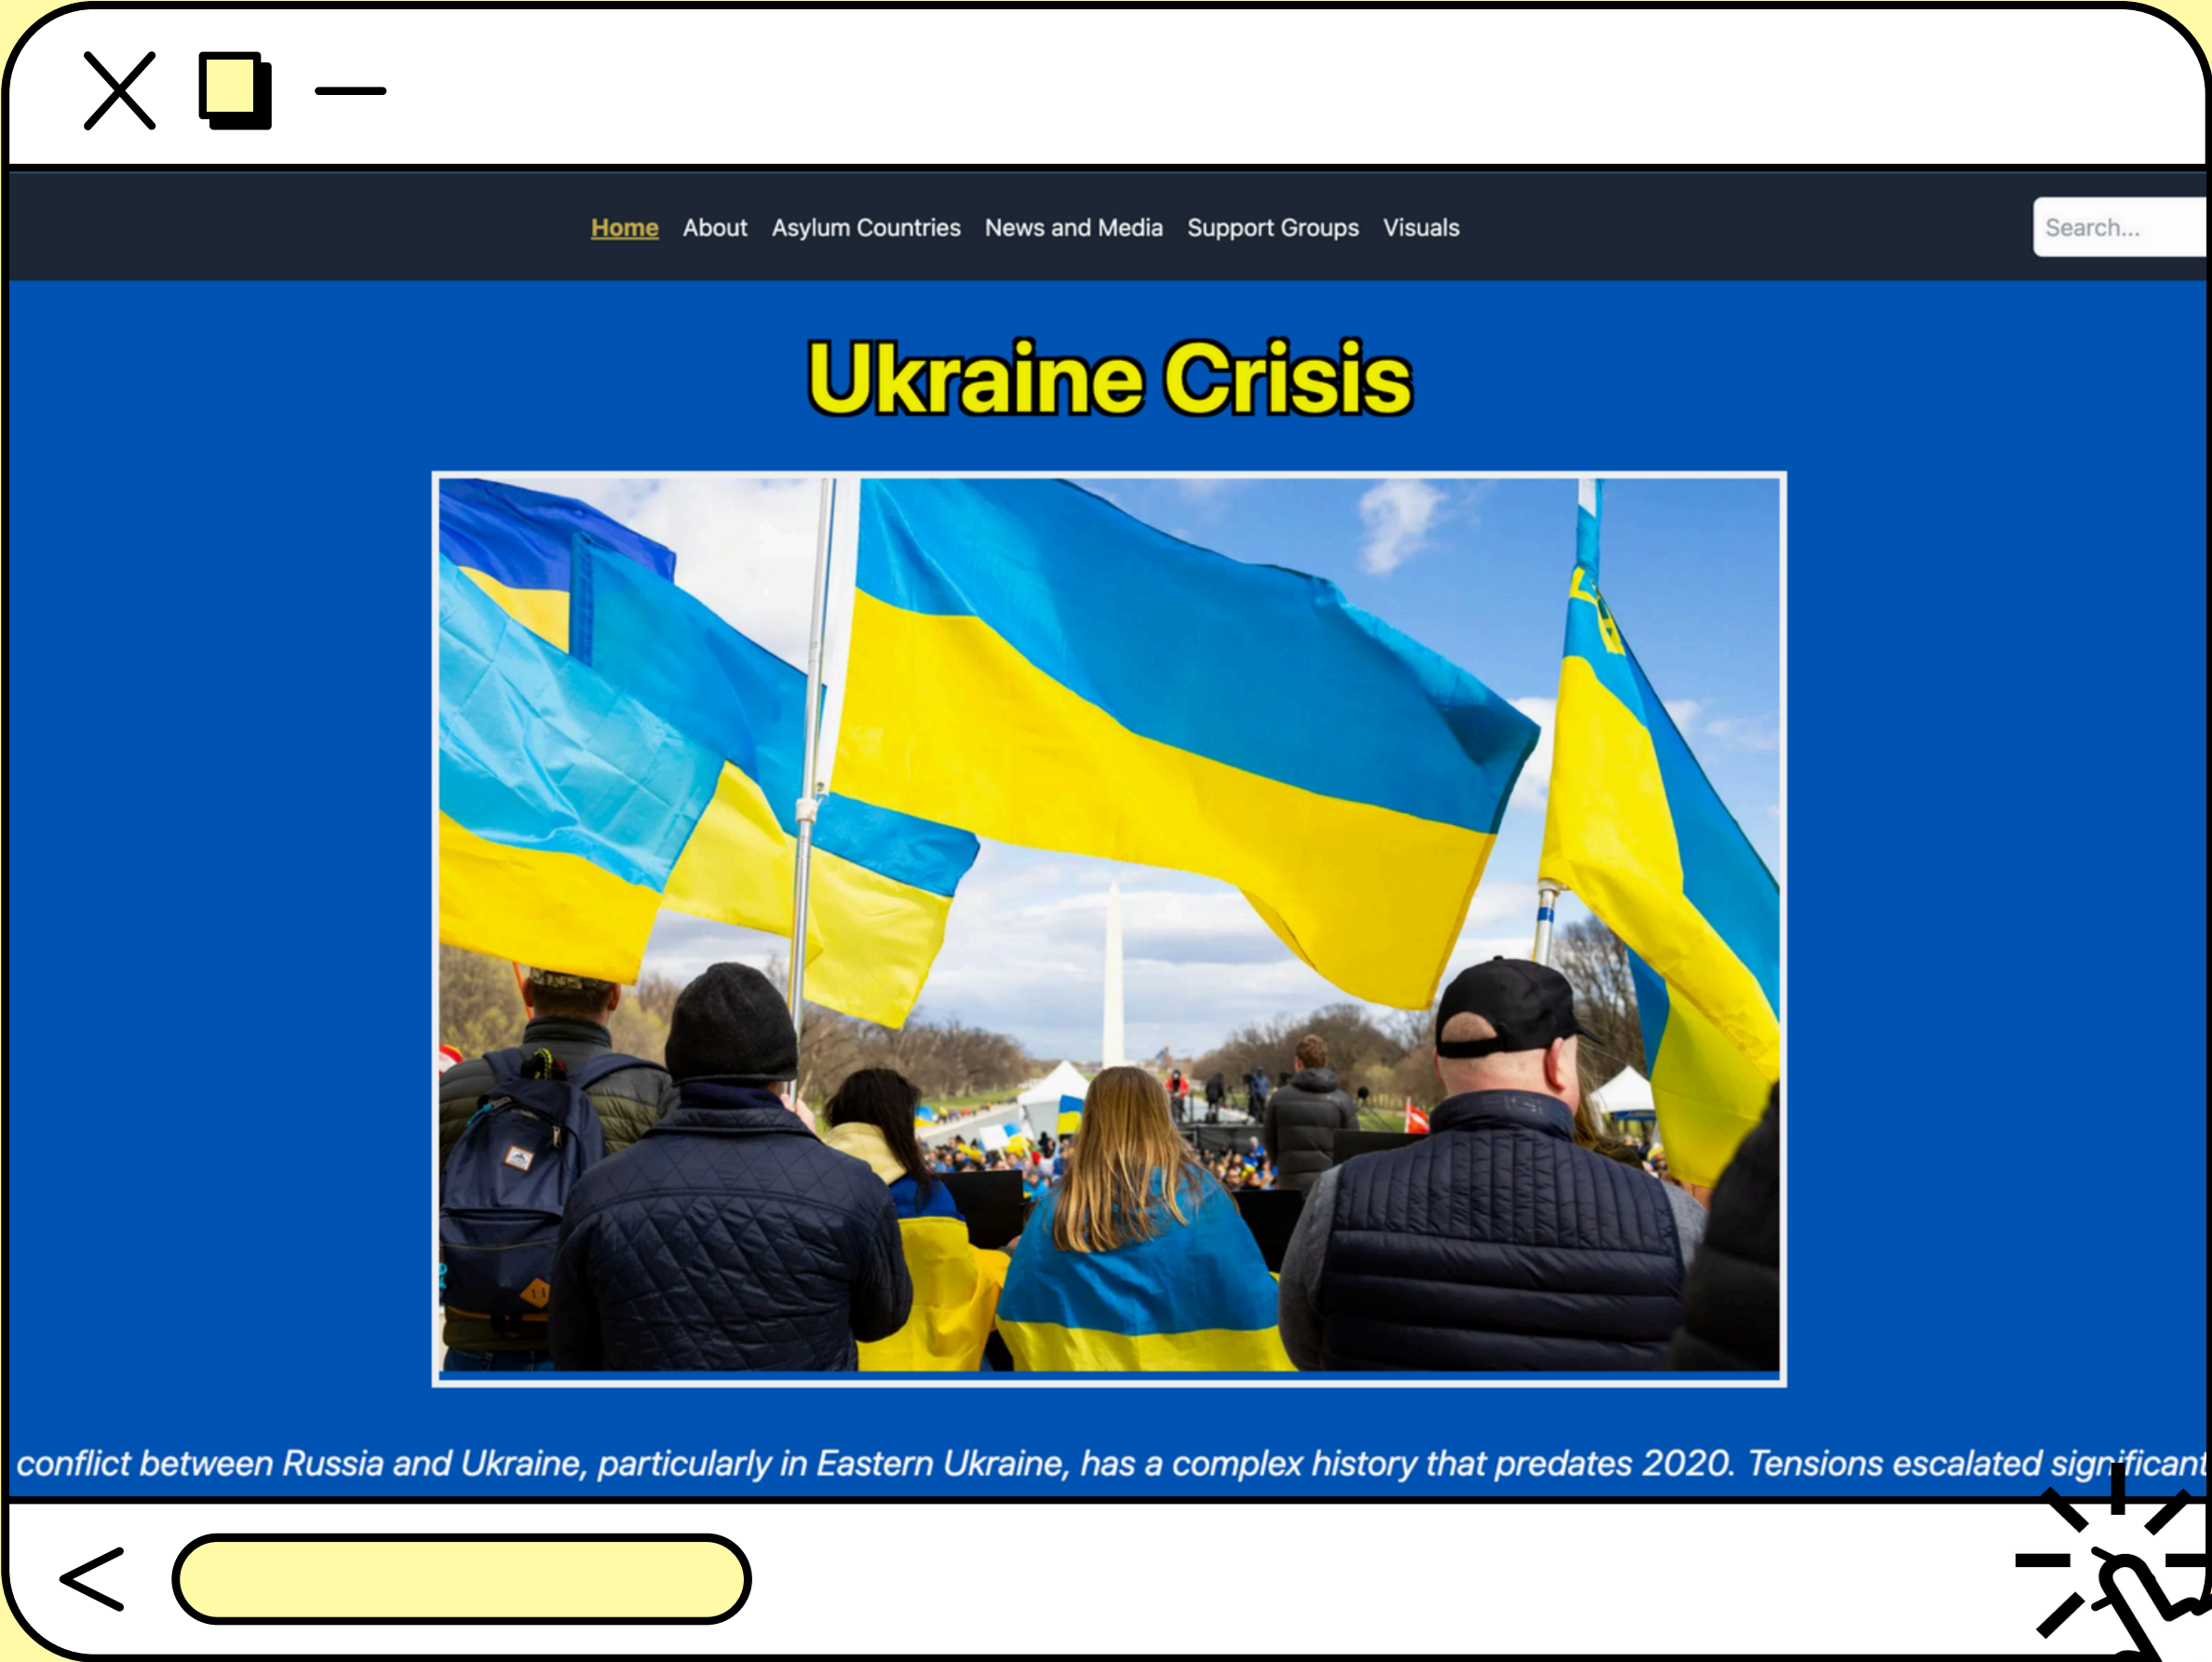 Home About Asylum Countries News and Media Support Groups Visuals Search...
Ukraine Crisis
conflict between Russia and Ukraine, particularly in Eastern Ukraine, has a complex history that predates 2020. Tensions escalated significant